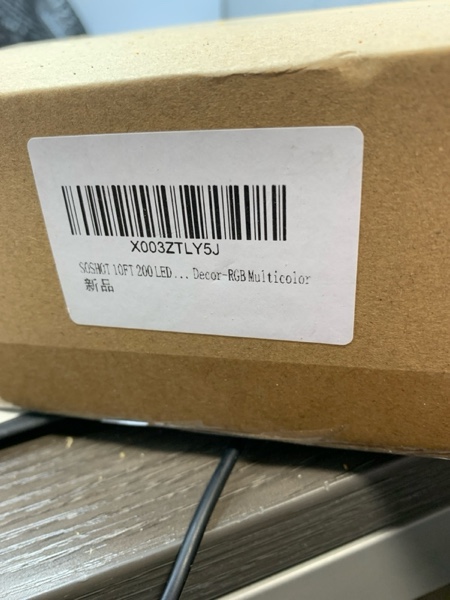 X003ZTLY5J
SOSHOT 10FT 200 LED... Decor-RGB Multicolor
新品